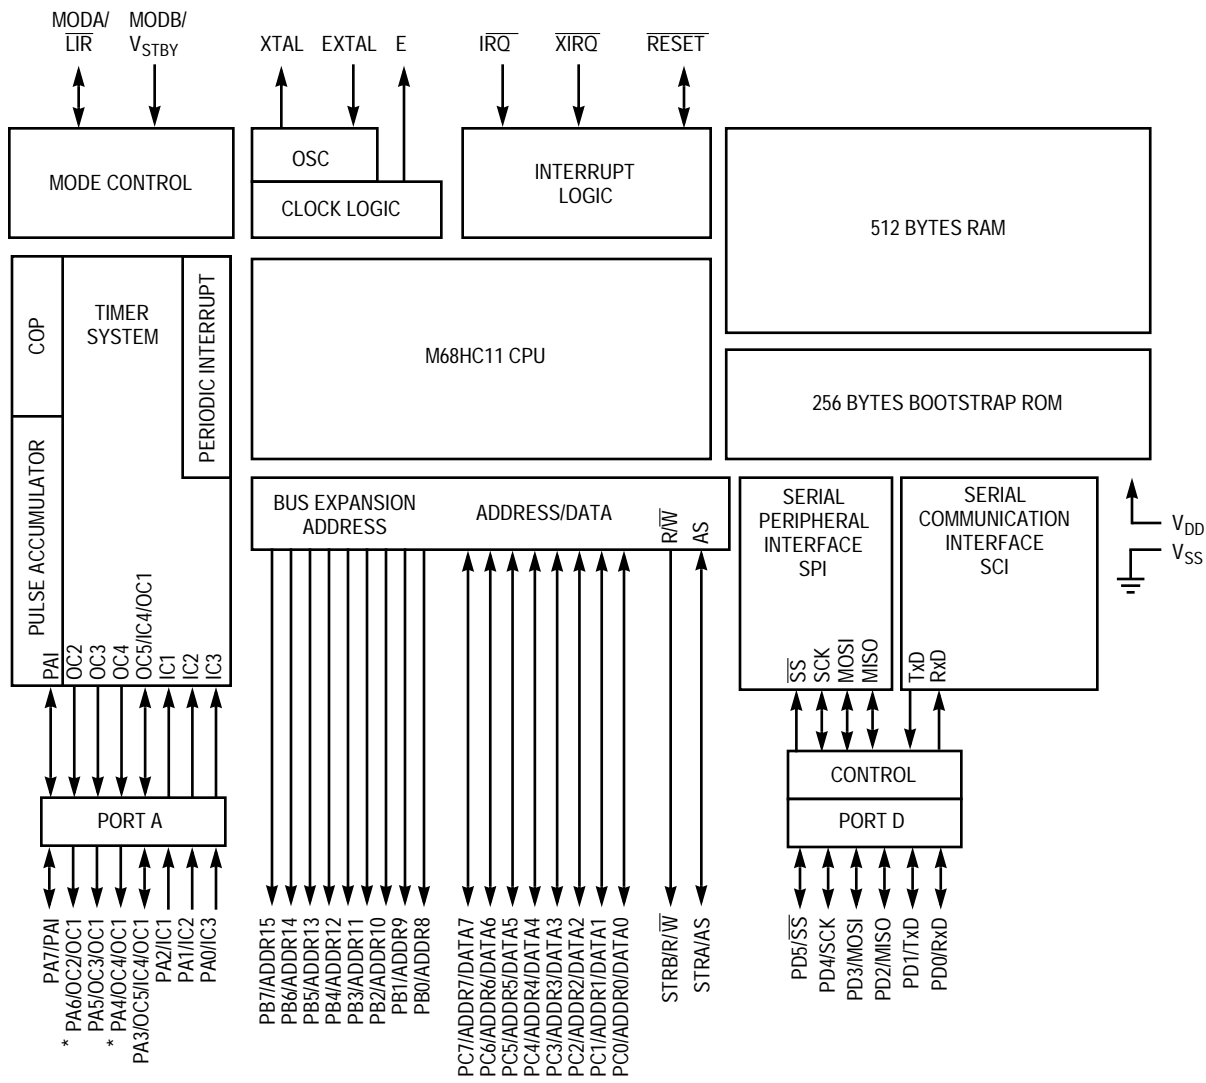 MODA/
LIR
MODB/
VSTBY
XTAL
EXTAL
E
IRQ
XIRQ
RESET
MODE CONTROL
OSC
CLOCK LOGIC
INTERRUPT
LOGIC
512 BYTES RAM
COP
TIMER
SYSTEM
PERIODIC INTERRUPT
PULSE ACCUMULATOR
M68HC11 CPU
256 BYTES BOOTSTRAP ROM
BUS EXPANSION
ADDRESS
ADDRESS/DATA
R/W
AS
SERIAL
PERIPHERAL
INTERFACE
SPI
SERIAL
COMMUNICATION
INTERFACE
SCI
VDD
VSS
PAI
OC2
OC3
OC4
OC5/IC4/OC1
IC1
IC2
IC3
SS
SCK
MOSI
MISO
TxD
RxD
CONTROL
PORT A
PORT D
PA7/PAI
* PA6/OC2/OC1
PA5/OC3/OC1
* PA4/OC4/OC1
PA3/OC5/IC4/OC1
PA2/IC1
PA1/IC2
PA0/IC3
PB7/ADDR15
PB6/ADDR14
PB5/ADDR13
PB4/ADDR12
PB3/ADDR11
PB2/ADDR10
PB1/ADDR9
PB0/ADDR8
PC7/ADDR7/DATA7
PC6/ADDR6/DATA6
PC5/ADDR5/DATA5
PC4/ADDR4/DATA4
PC3/ADDR3/DATA3
PC2/ADDR2/DATA2
PC1/ADDR1/DATA1
PC0/ADDR0/DATA0
STRB/R/W
STRA/AS
PD5/SS
PD4/SCK
PD3/MOSI
PD2/MISO
PD1/TxD
PD0/RxD